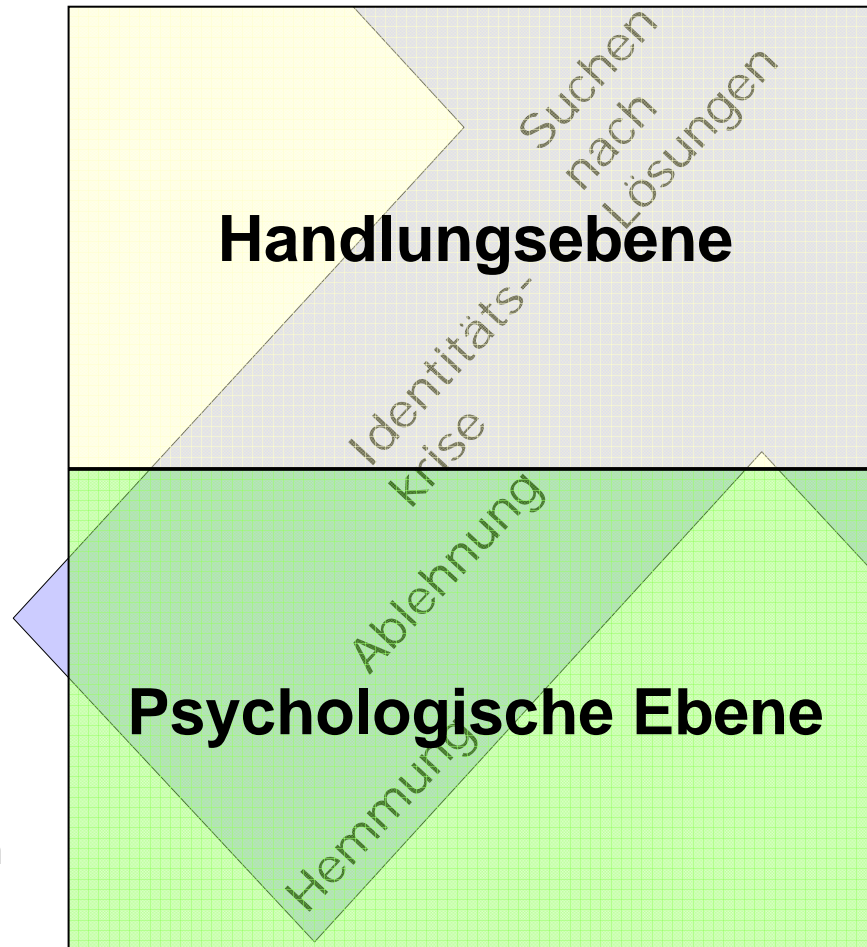 Suchen
nach
Lösungen
Handlungsebene
Identitäts-
krise
Ablehnung
Psychologische Ebene
Hemmung